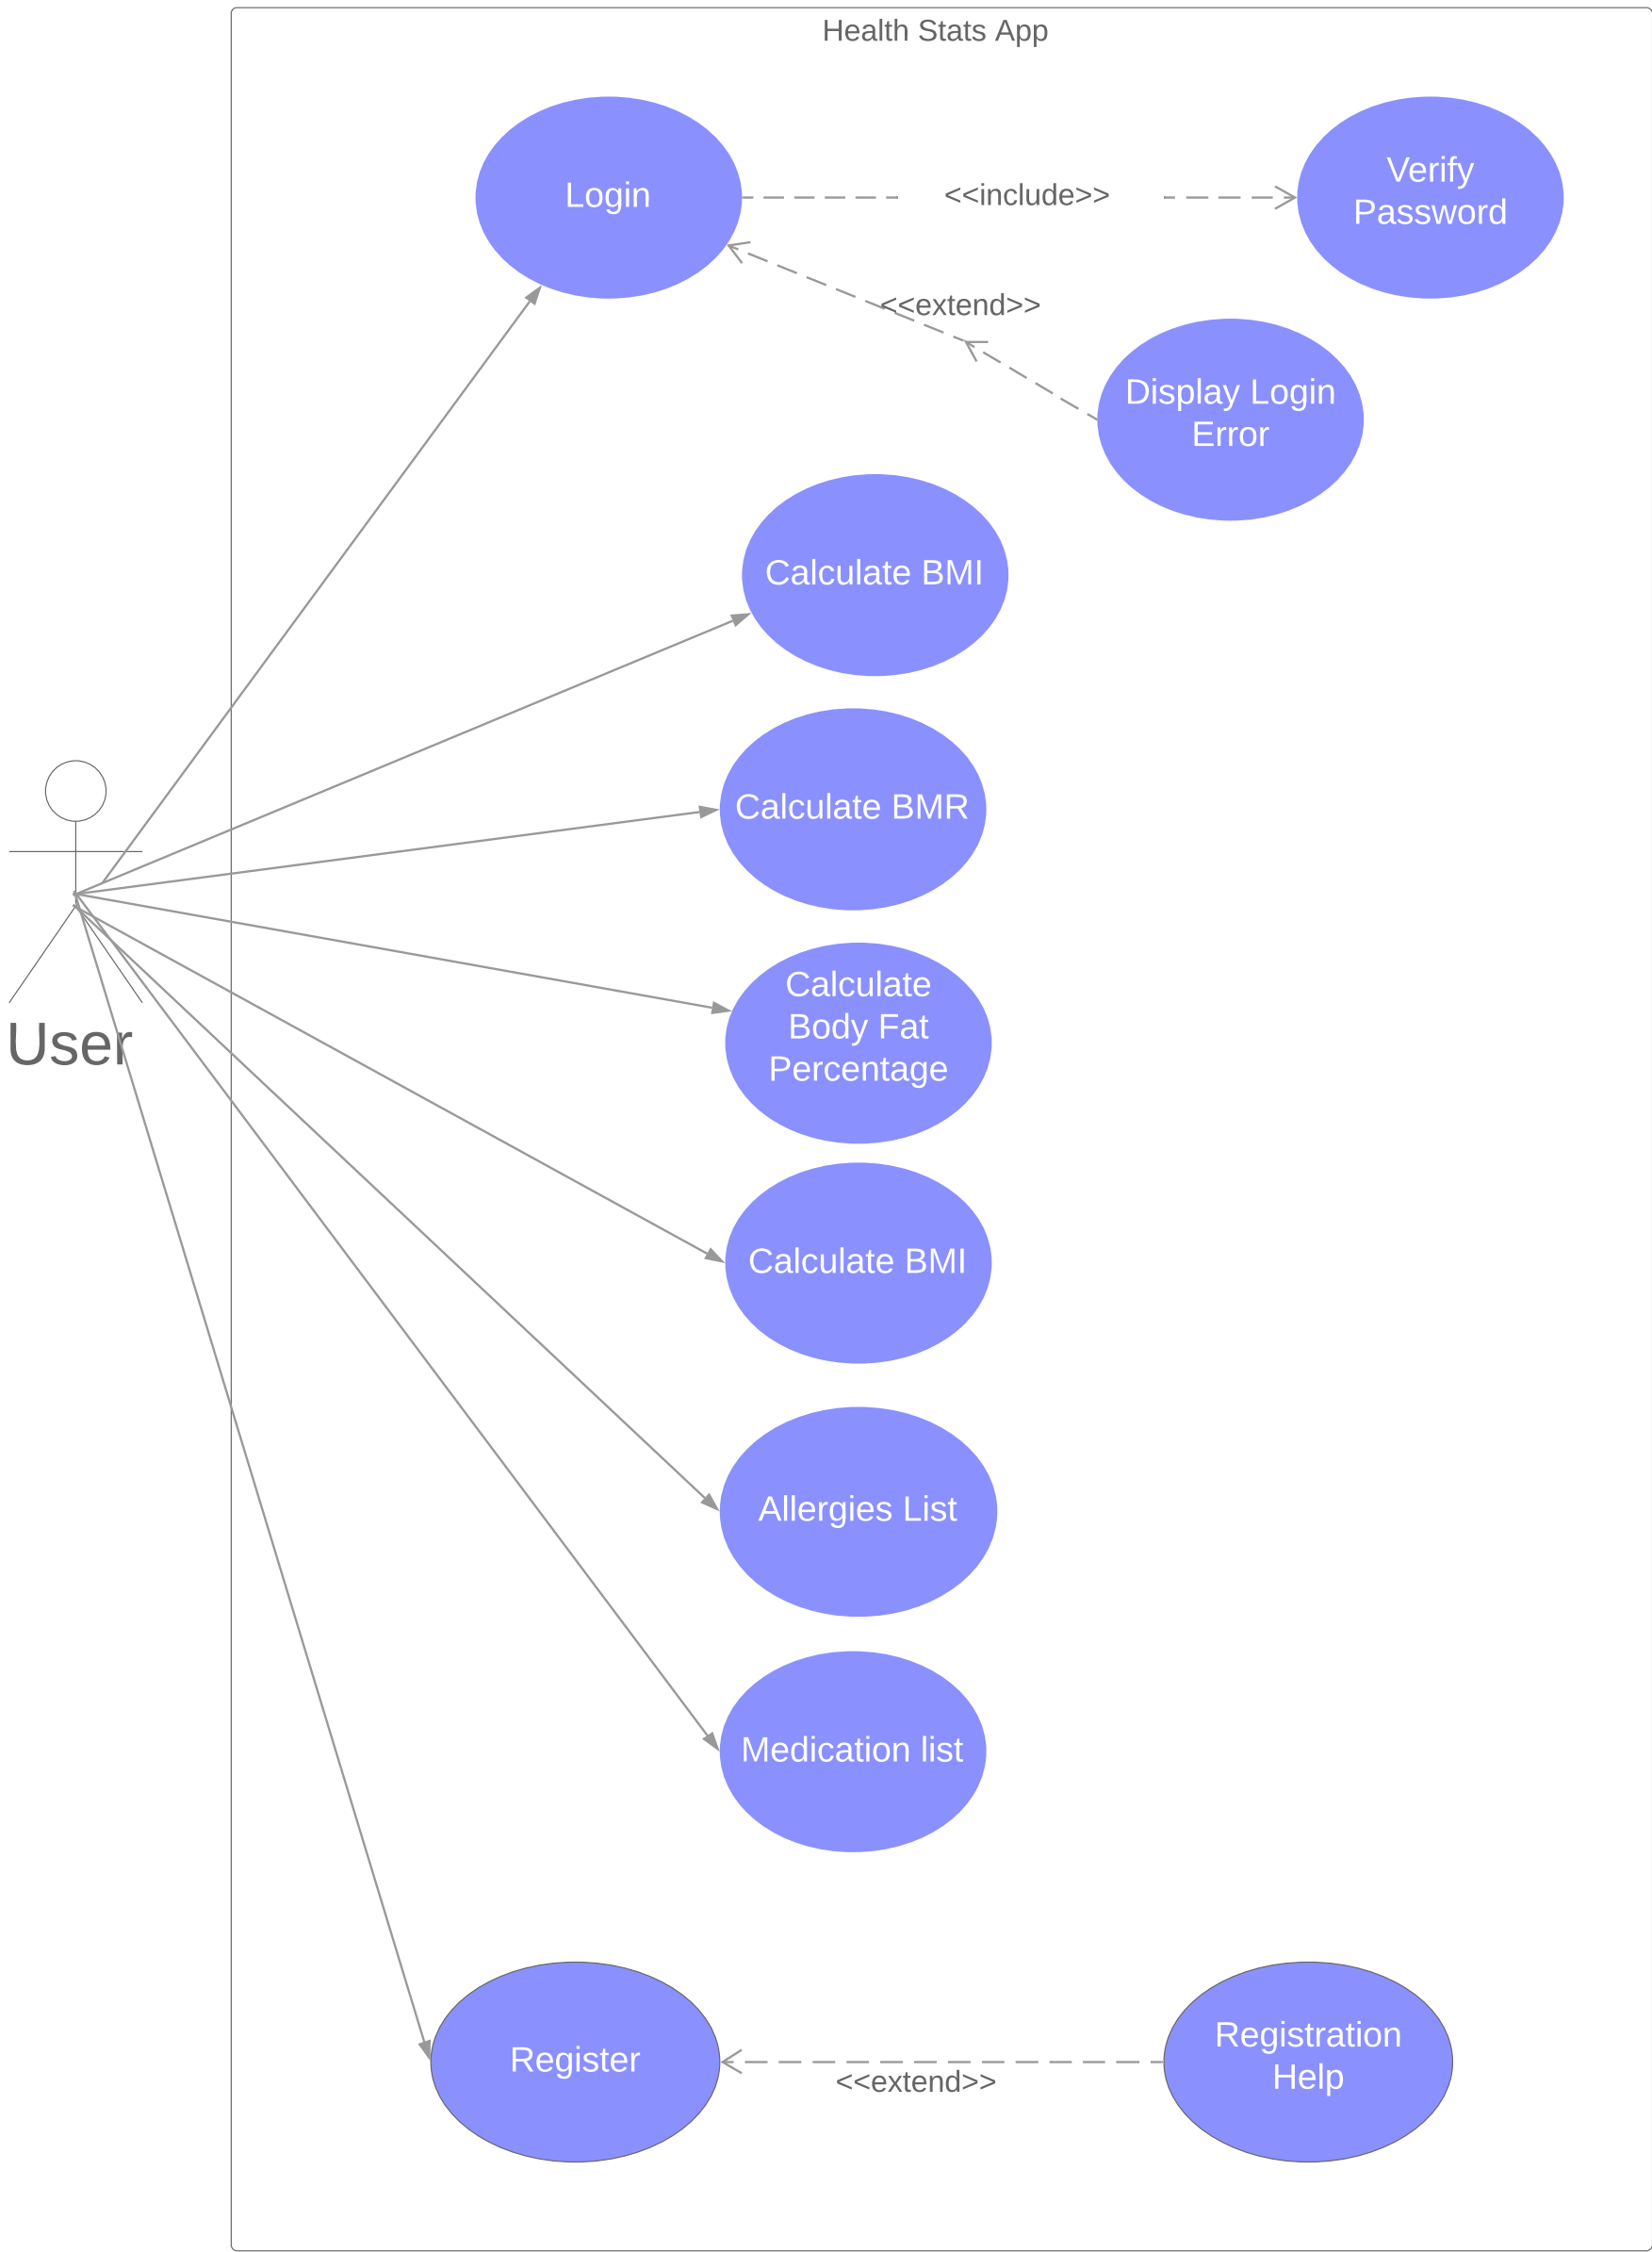 Health Stats App
Login
<<include>>
Verify
Password
<<extend>>
Display Login
Error
Calculate BMI
Calculate BMR
User
Calculate
Body Fat
Percentage
Calculate BMI
Allergies List
Medication list
Register
<<extend>>
Registration
Help